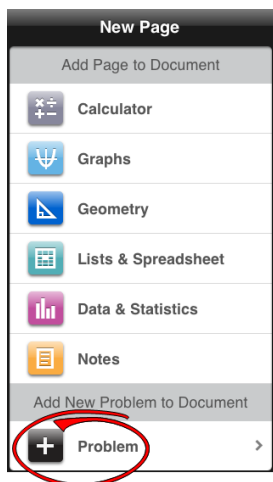 New Page
Add Page to Document
Calculator
Graphs
Geometry
Lists & Spreadsheet
Data & Statistics
Notes
Add New Problem to Document
Problem